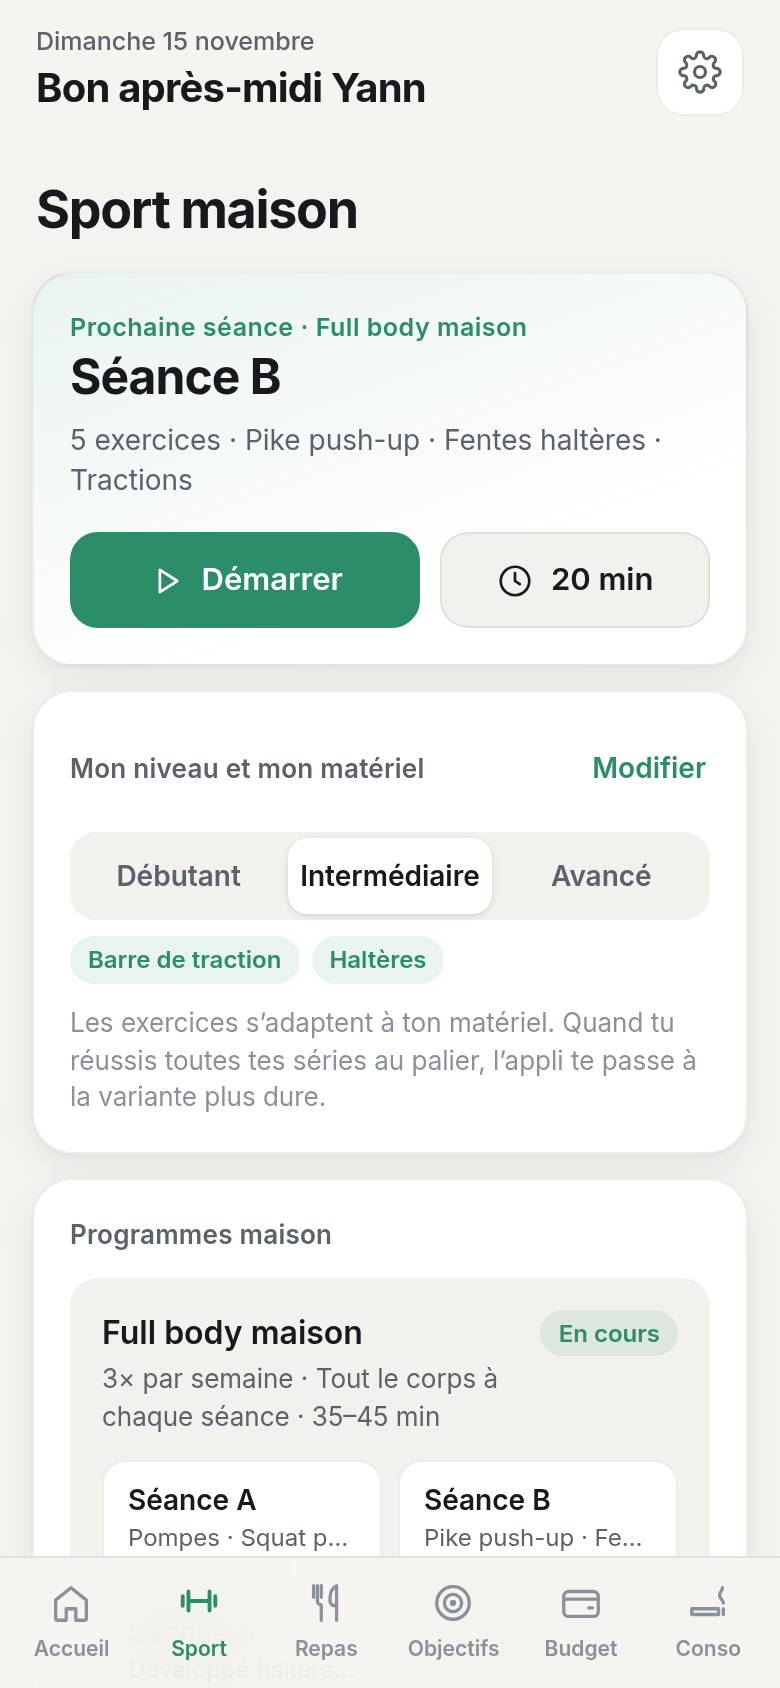 Dimanche 15 novembre
Bon après-midi Yann
Sport maison
Prochaine séance · Full body maison
Séance B
5 exercices · Pike push-up · Fentes haltères ·
Tractions
Démarrer
20 min
Mon niveau et mon matériel
Modifier
Débutant
Intermédiaire
Avancé
Barre de traction
Haltères
Les exercices s’adaptent à ton matériel. Quand tu
réussis toutes tes séries au palier, l’appli te passe à
la variante plus dure.
Programmes maison
Full body maison
En cours
3× par semaine · Tout le corps à
chaque séance · 35–45 min
Séance A
Pompes · Squat p...
Séance B
Pike push-up · Fe...
Séance C
Développé haltère...
Accueil
Sport
Repas
Objectifs
Budget
Conso